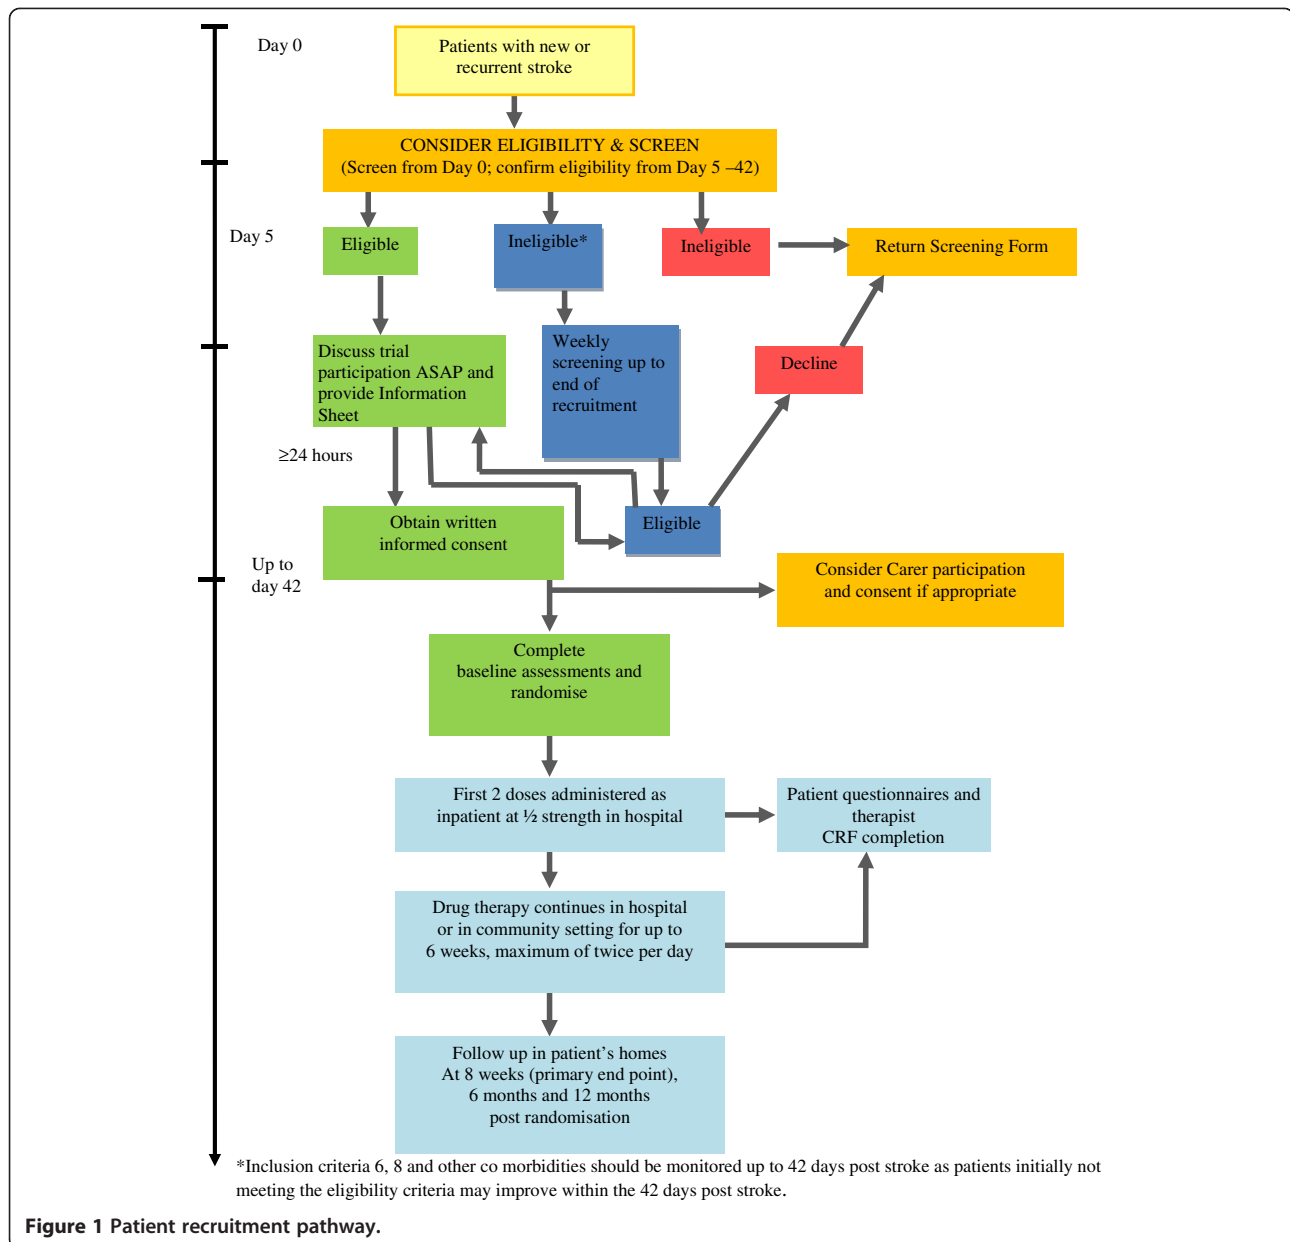 Day 0
Patients with new or
recurrent stroke
CONSIDER ELIGIBILITY & SCREEN
(Screen from Day 0; confirm eligibility from Day 5 –42)
Day 5
Eligible
Ineligible*
Ineligible
Return Screening Form
Discuss trial
participation ASAP and
provide Information
Sheet
Weekly
screening up to
end of
recruitment
Decline
≥24 hours
Obtain written
informed consent
Eligible
Up to
day 42
Consider Carer participation
and consent if appropriate
Complete
baseline assessments and
randomise
First 2 doses administered as
inpatient at ½ strength in hospital
Patient questionnaires and
therapist
CRF completion
Drug therapy continues in hospital
or in community setting for up to
6 weeks, maximum of twice per day
Follow up in patient’s homes
At 8 weeks (primary end point),
6 months and 12 months
post randomisation
*Inclusion criteria 6, 8 and other co morbidities should be monitored up to 42 days post stroke as patients initially not
meeting the eligibility criteria may improve within the 42 days post stroke.
Figure 1 Patient recruitment pathway.